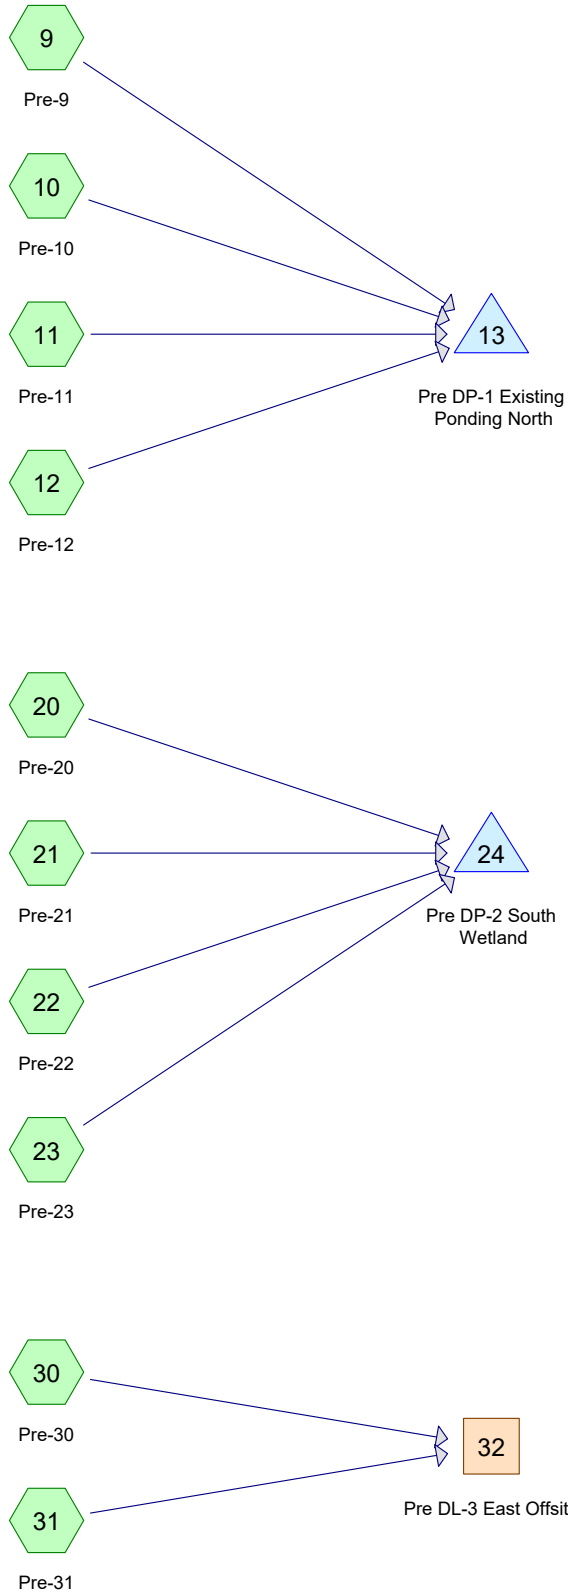 9
Pre-9
10
Pre-10
11
Pre-11
13
Pre DP-1 Existing
Ponding North
12
Pre-12
20
Pre-20
21
Pre-21
24
Pre DP-2 South
Wetland
22
Pre-22
23
Pre-23
30
Pre-30
32
Pre DL-3 East Offsit
31
Pre-31